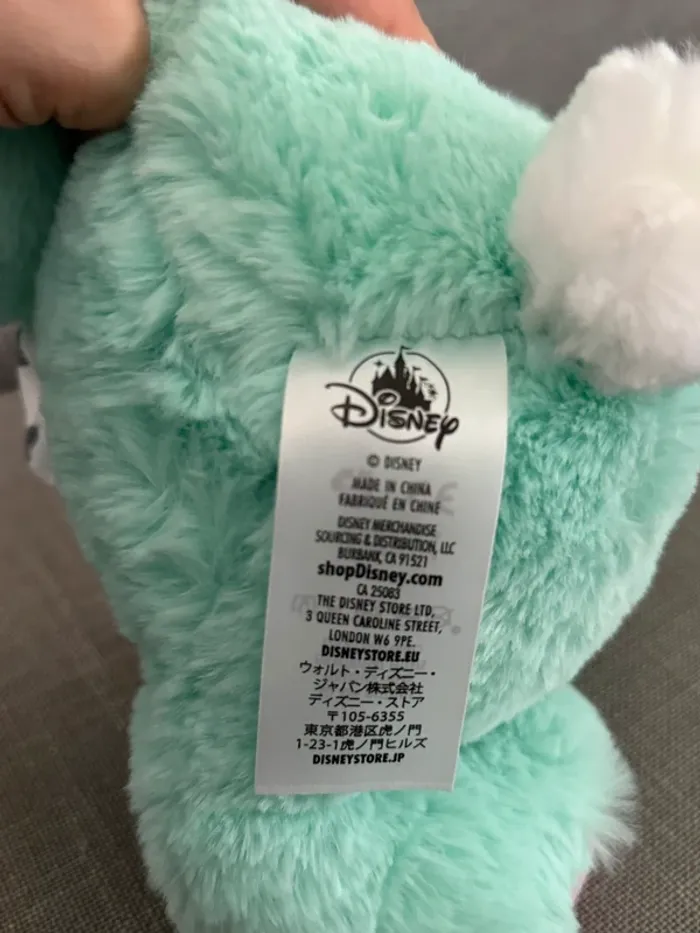 Disney
© DISNEY
MADE IN CHINA
FABRIQUÉ EN CHINE
DISNEY MERCHANDISE
SOURCING & DISTRIBUTION, LLC
BURBANK, CA 91521
shopDisney.com
CA 25083
THE DISNEY STORE LTD,
3 QUEEN CAROLINE STREET,
LONDON W6 9PE.
DISNEYSTORE.EU
ウォルト・ディズニー・
ジャパン株式会社
ディズニー・ストア
〒105-6355
東京都港区虎ノ門
1-23-1虎ノ門ヒルズ
DISNEYSTORE.JP